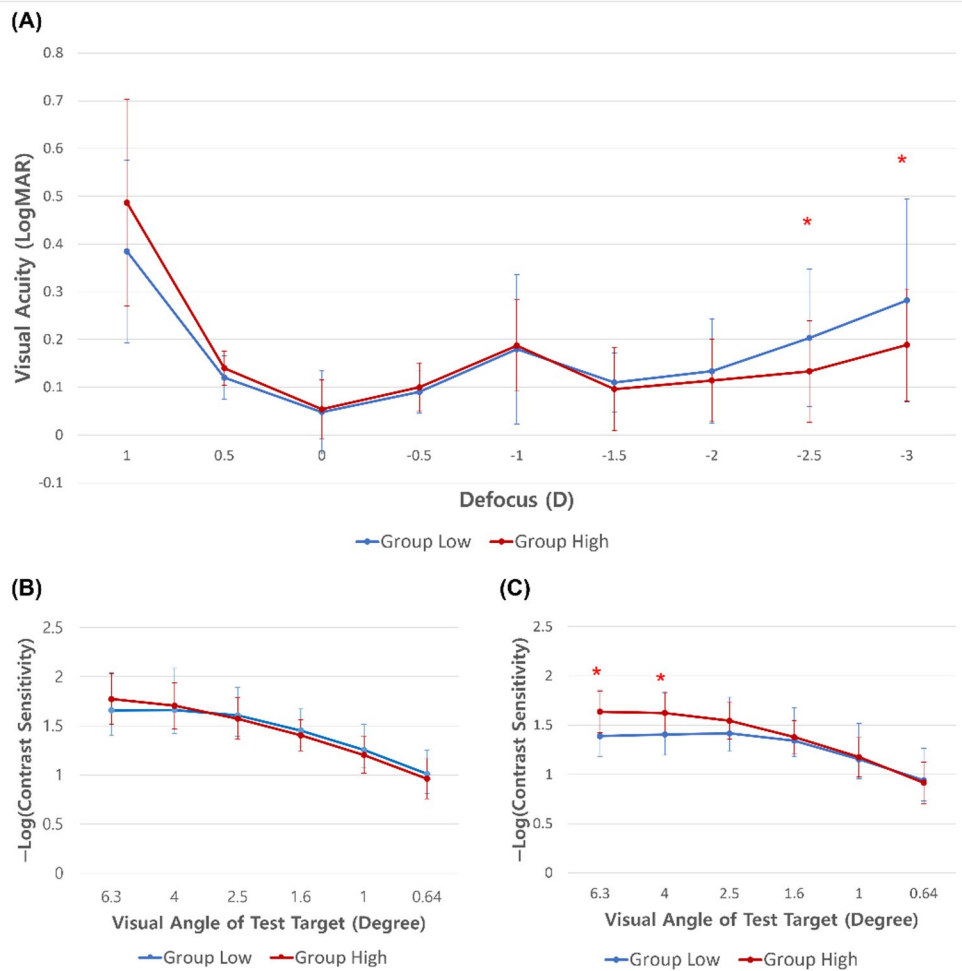 (A)
Visual Acuity (LogMAR)
0.8
0.7
0.6
0.5
0.4
0.3
0.2
0.1
0
-0.1
*
*
1 0.5 0 -0.5 -1 -1.5 -2 -2.5 -3
Defocus (D)
Group Low Group High
(B)
−Log(Contrast Sensitivity)
2.5
2
1.5
1
0.5
0
6.3 4 2.5 1.6 1 0.64
Visual Angle of Test Target (Degree)
Group Low Group High
(C)
−Log(Contrast Sensitivity)
2.5
2
1.5
1
0.5
0
* *
6.3 4 2.5 1.6 1 0.64
Visual Angle of Test Target (Degree)
Group Low Group High